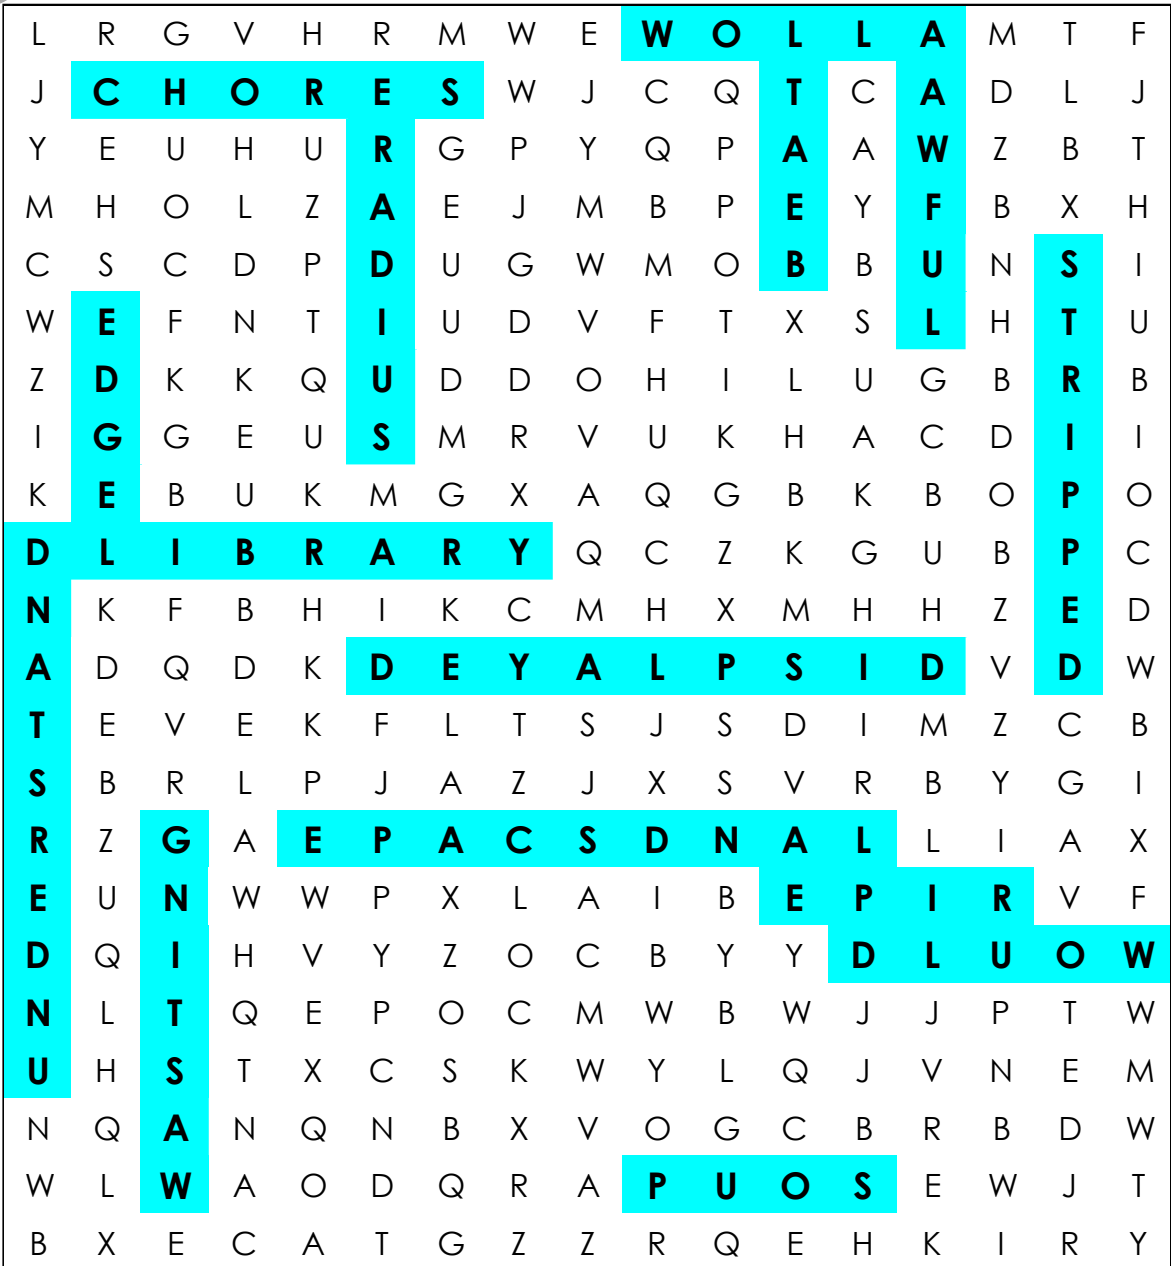 L R G V H R M W E W O L L A M T F
J C H O R E S W J C Q T C A D L J
Y E U H U R G P Y Q P A A W Z B T
M H O L Z A E J M B P E Y F B X H
C S C D P D U G W M O B B U N S I
W E F N T I U D V F T X S L H T U
Z D K K Q U D D O H I L U G B R B
I G G E U S M R V U K H A C D I I
K E B U K M G X A Q G B K B O P O
D L I B R A R Y Q C Z K G U B P C
N K F B H I K C M H X M H H Z E D
A D Q D K D E Y A L P S I D V D W
T E V E K F L T S J S D I M Z C B
S B R L P J A Z J X S V R B Y G I
R Z G A E P A C S D N A L L I A X
E U N W W P X L A I B E P I R V F
D Q I H V Y Z O C B Y Y D L U O W
N L T Q E P O C M W B W J J P T W
U H S T X C S K W Y L Q J V N E M
N Q A N Q N B X V O G C B R B D W
W L W A O D Q R A P U O S E W J T
B X E C A T G Z Z R Q E H K I R Y